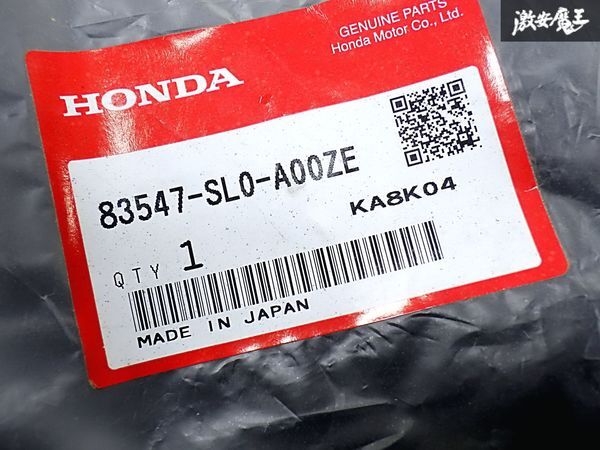 激安魔王
GENUINE PARTS
Honda Motor Co., Ltd.
HONDA
83547-SL0-A00ZE
KA8K04
QTY 1
MADE IN JAPAN